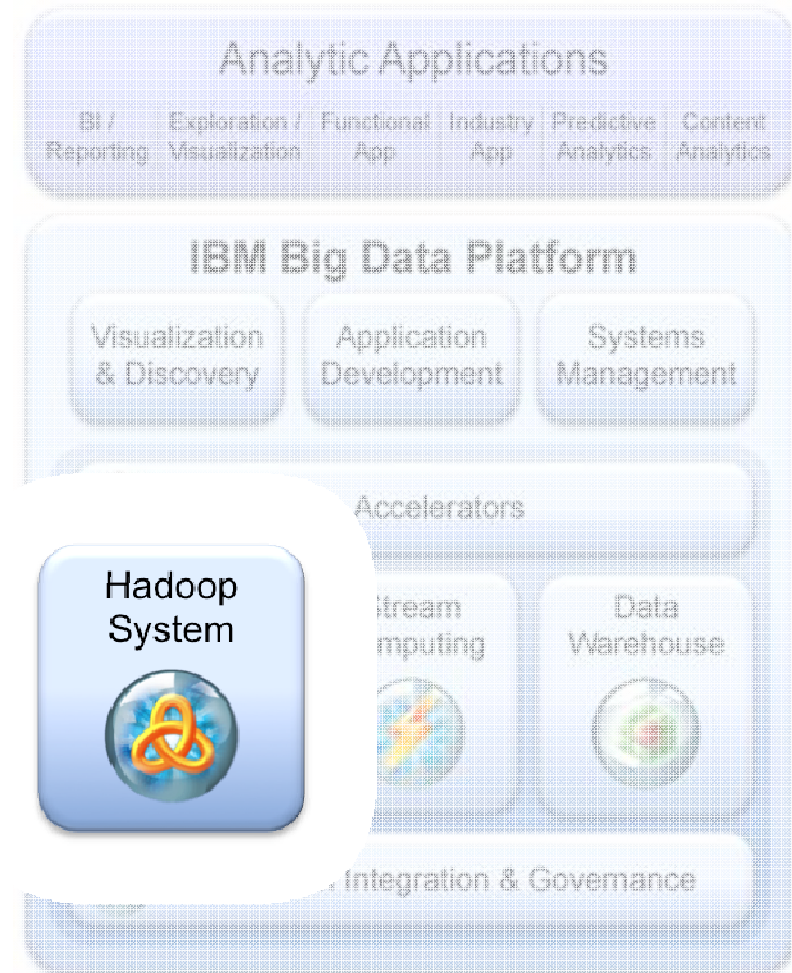 Analytic Applications
BI / Exploration / Functional Industry Predictive Content
Reporting Visualization App App Analytics Analytics
IBM Big Data Platform
Visualization Application Systems
& Discovery Development Management
Accelerators
Hadoop
System
Stream Data
mputing Warehouse
Integration & Governance